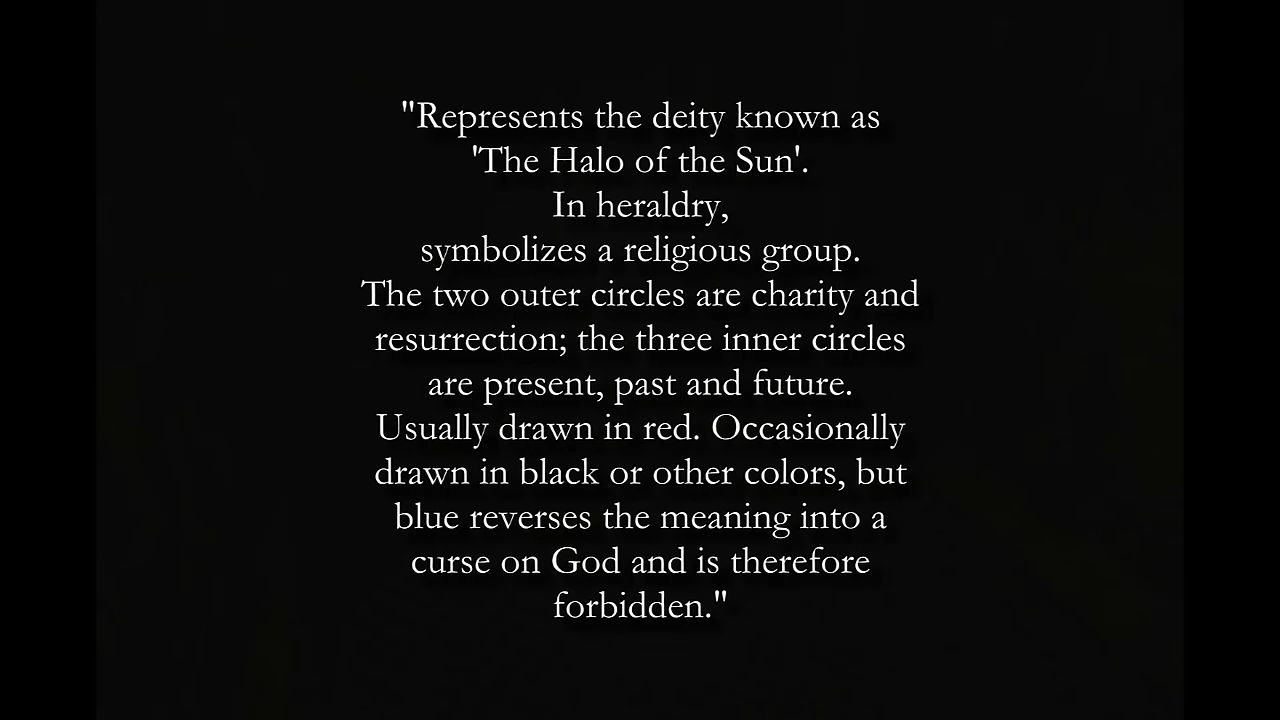 "Represents the deity known as
'The Halo of the Sun'.
In heraldry,
symbolizes a religious group.
The two outer circles are charity and
resurrection; the three inner circles
are present, past and future.
Usually drawn in red. Occasionally
drawn in black or other colors, but
blue reverses the meaning into a
curse on God and is therefore
forbidden."